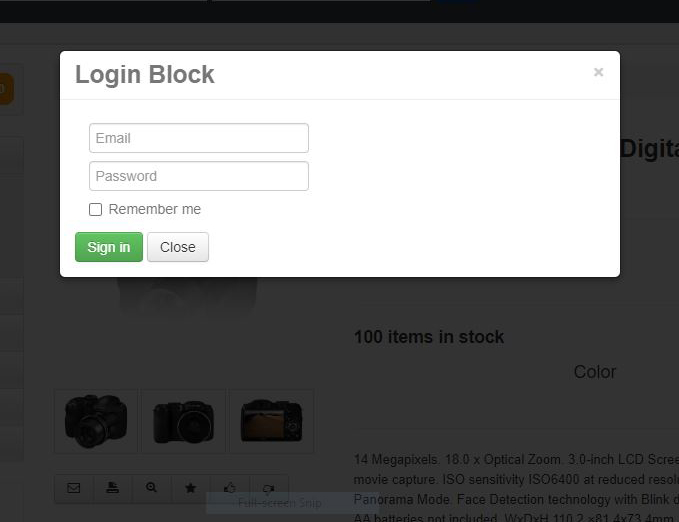 Login Block
×
Email
Password
Remember me
Sign in
Close
100 items in stock
Color
14 Megapixels. 18.0 x Optical Zoom. 3.0-inch LCD Scree
movie capture. ISO sensitivity ISO6400 at reduced resolu
Panorama Mode. Face Detection technology with Blink d
AA batteries not included. WxDxH 110.2 ×81.4x73.4mm
Full-screen Snip